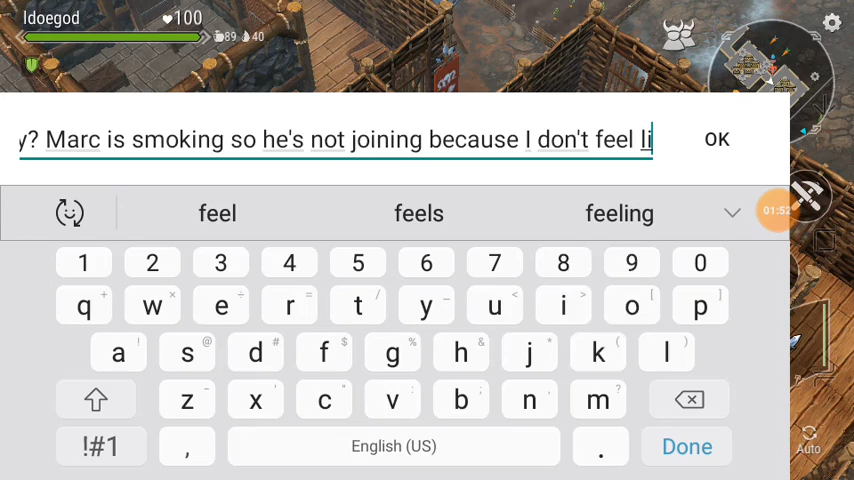 Idoegod
100
89 40
y? Marc is smoking so he's not joining because I don't feel li
OK
feel feels feeling
01:52
1 2 3 4 5 6 7 8 9 0
q w e r t y u i o p
+ × ÷ = / _ < > [ ]
a s d f g h j k l
! @ # $ % & * ( )
z x c v b n m
- ' " : ; , ?
!#1 , English (US) . Done
Auto